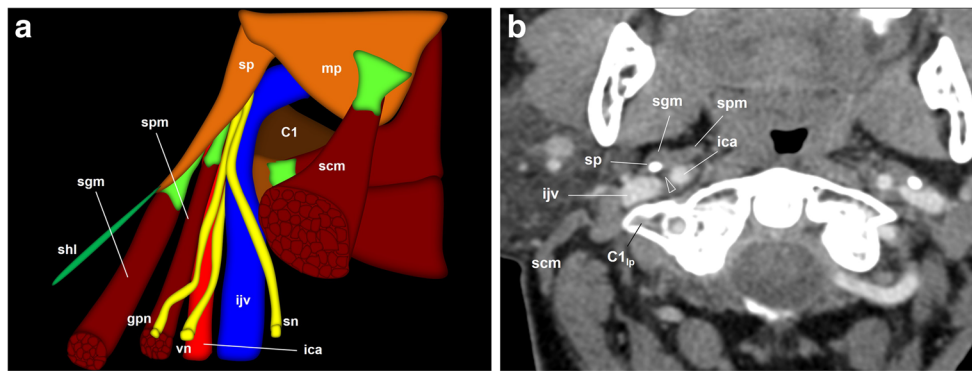 a
sp
mp
spm
C1
sgm
scm
shl
ijv
gpn
sn
vn
ica
b
sgm
spm
sp
ica
ijv
scm
C1lp